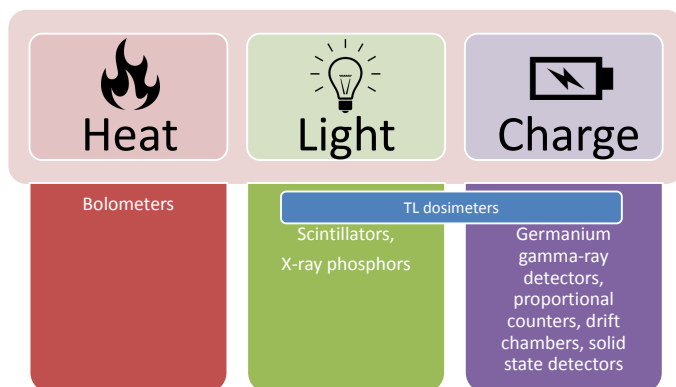 Heat
Light
Charge
Bolometers
TL dosimeters
Scintillators,
X-ray phosphors
Germanium
gamma-ray
detectors,
proportional
counters, drift
chambers, solid
state detectors